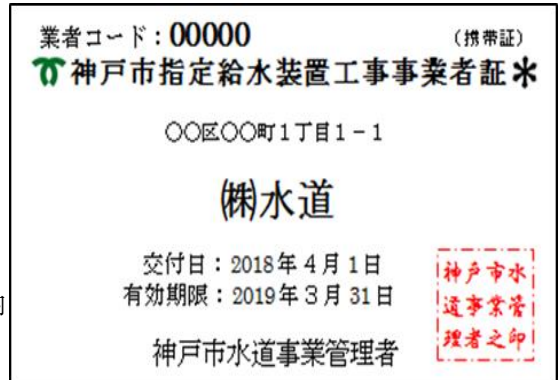 業者コード：00000 （携帯証）
神戸市指定給水装置工事事業者証＊
〇〇区〇〇町1丁目1-1
㈱水道
交付日：2018年4月1日
有効期限：2019年3月31日
神戸市水道事業管理者
神戸市水
道事業管
理者之印